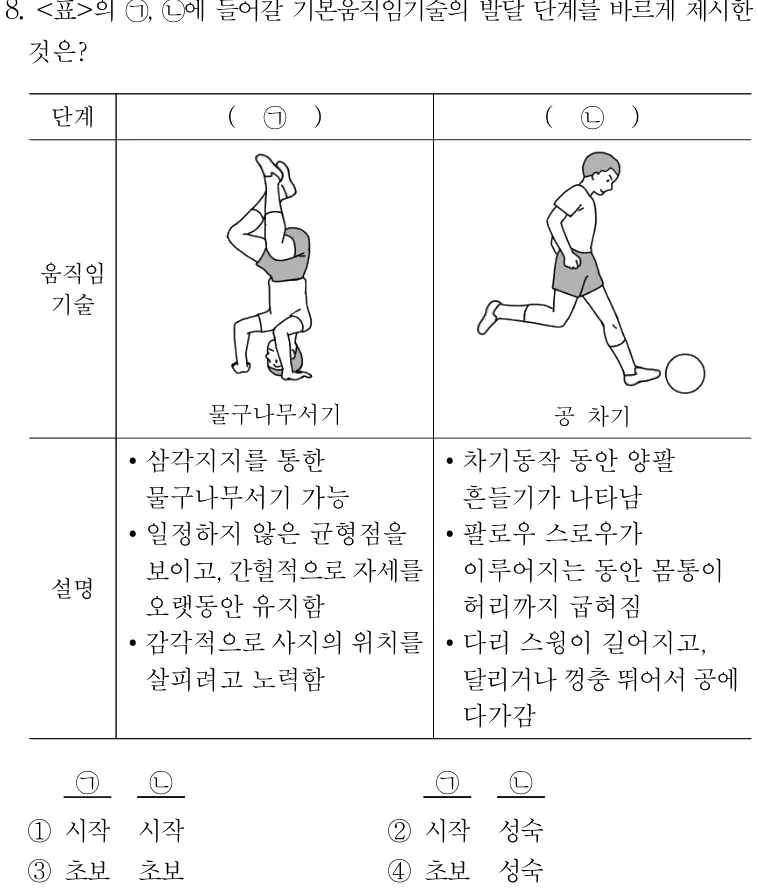 8. <표>의 ㉠, ㉡에 들어갈 기본움직임기술의 발달 단계를 바르게 제시한
것은?
단계 ( ㉠ ) ( ㉡ )
움직임
기술
물구나무서기 공 차기
설명
• 삼각지지를 통한
물구나무서기 가능
• 일정하지 않은 균형점을
보이고, 간헐적으로 자세를
오랫동안 유지함
• 감각적으로 사지의 위치를
살피려고 노력함
• 차기동작 동안 양팔
흔들기가 나타남
• 팔로우 스로우가
이루어지는 동안 몸통이
허리까지 굽혀짐
• 다리 스윙이 길어지고,
달리거나 껑충 뛰어서 공에
다가감
㉠ ㉡ ㉠ ㉡
① 시작 시작 ② 시작 성숙
③ 초보 초보 ④ 초보 성숙